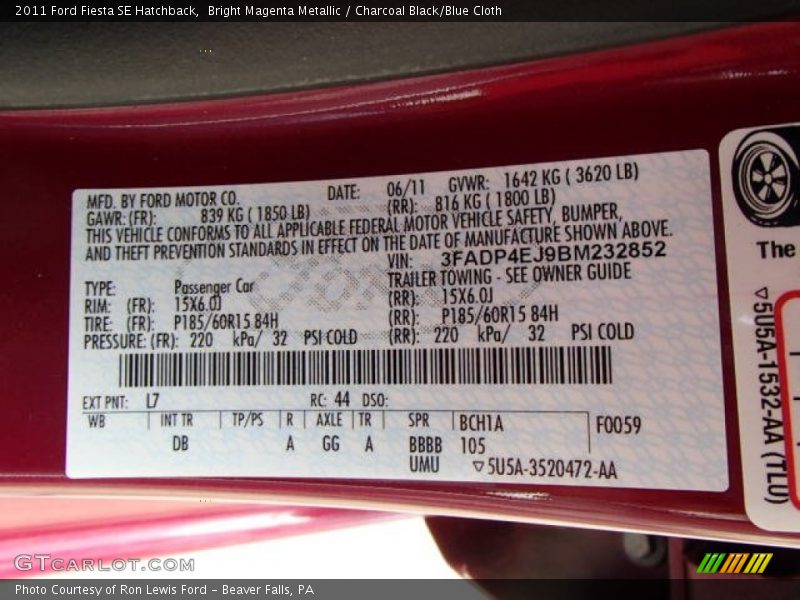 2011 Ford Fiesta SE Hatchback,  Bright Magenta Metallic / Charcoal Black/Blue Cloth
MFD. BY FORD MOTOR CO. DATE: 06/11 GVWR: 1642 KG ( 3620 LB)
GAWR: (FR): 839 KG ( 1850 LB) (RR): 816 KG ( 1800 LB)
THIS VEHICLE CONFORMS TO ALL APPLICABLE FEDERAL MOTOR VEHICLE SAFETY, BUMPER,
AND THEFT PREVENTION STANDARDS IN EFFECT ON THE DATE OF MANUFACTURE SHOWN ABOVE.
VIN: 3FADP4EJ9BM232852
TRAILER TOWING - SEE OWNER GUIDE
TYPE: Passenger Car
RIM: (FR): 15X6.0J (RR): 15X6.0J
TIRE: (FR): P185/60R15 84H (RR): P185/60R15 84H
PRESSURE: (FR): 220 kPa/ 32 PSI COLD (RR): 220 kPa/ 32 PSI COLD
EXT PNT: L7 RC: 44 DSO:
WB INT TR TP/PS R AXLE TR SPR BCH1A F0059
DB A GG A BBBB 105
UMU ▽5U5A-3520472-AA
The
▽5U5A-1532-AA (TLU)
GTCARLOT.COM
Photo Courtesy of Ron Lewis Ford - Beaver Falls, PA